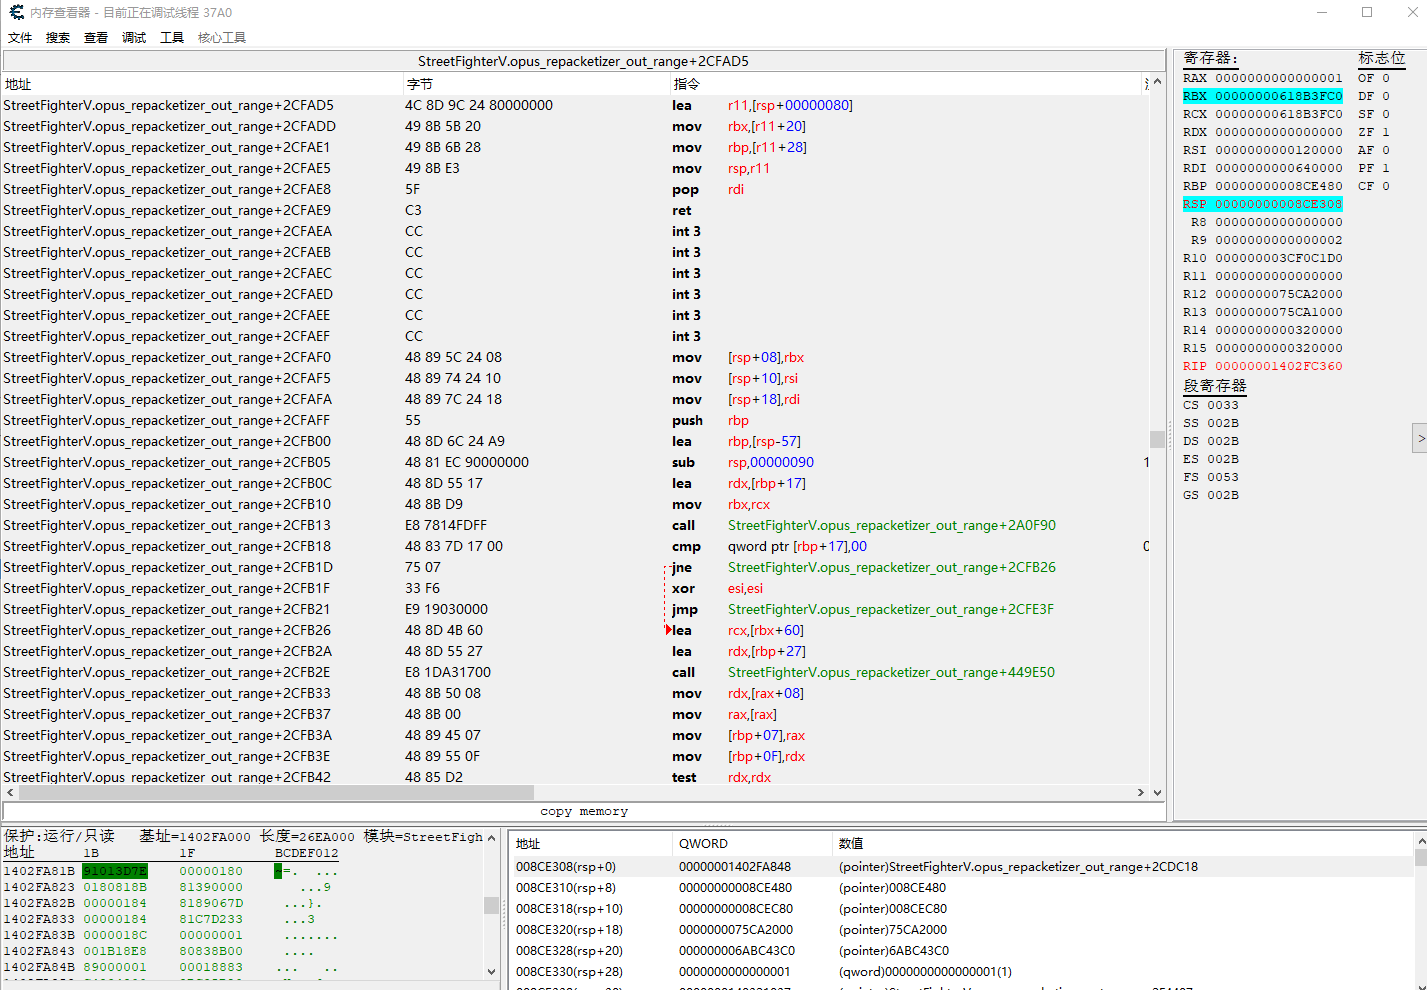 内存查看器 - 目前正在调试线程 37A0
文件 搜索 查看 调试 工具 核心工具
StreetFighterV.opus_repacketizer_out_range+2CFAD5
地址 字节 指令
StreetFighterV.opus_repacketizer_out_range+2CFAD5 4C 8D 9C 24 80000000 lea r11,[rsp+00000080]
StreetFighterV.opus_repacketizer_out_range+2CFADD 49 8B 5B 20 mov rbx,[r11+20]
StreetFighterV.opus_repacketizer_out_range+2CFAE1 49 8B 6B 28 mov rbp,[r11+28]
StreetFighterV.opus_repacketizer_out_range+2CFAE5 49 8B E3 mov rsp,r11
StreetFighterV.opus_repacketizer_out_range+2CFAE8 5F pop rdi
StreetFighterV.opus_repacketizer_out_range+2CFAE9 C3 ret
StreetFighterV.opus_repacketizer_out_range+2CFAEA CC int 3
StreetFighterV.opus_repacketizer_out_range+2CFAEB CC int 3
StreetFighterV.opus_repacketizer_out_range+2CFAEC CC int 3
StreetFighterV.opus_repacketizer_out_range+2CFAED CC int 3
StreetFighterV.opus_repacketizer_out_range+2CFAEE CC int 3
StreetFighterV.opus_repacketizer_out_range+2CFAEF CC int 3
StreetFighterV.opus_repacketizer_out_range+2CFAF0 48 89 5C 24 08 mov [rsp+08],rbx
StreetFighterV.opus_repacketizer_out_range+2CFAF5 48 89 74 24 10 mov [rsp+10],rsi
StreetFighterV.opus_repacketizer_out_range+2CFAFA 48 89 7C 24 18 mov [rsp+18],rdi
StreetFighterV.opus_repacketizer_out_range+2CFAFF 55 push rbp
StreetFighterV.opus_repacketizer_out_range+2CFB00 48 8D 6C 24 A9 lea rbp,[rsp-57]
StreetFighterV.opus_repacketizer_out_range+2CFB05 48 81 EC 90000000 sub rsp,00000090 1
StreetFighterV.opus_repacketizer_out_range+2CFB0C 48 8D 55 17 lea rdx,[rbp+17]
StreetFighterV.opus_repacketizer_out_range+2CFB10 48 8B D9 mov rbx,rcx
StreetFighterV.opus_repacketizer_out_range+2CFB13 E8 7814FDFF call StreetFighterV.opus_repacketizer_out_range+2A0F90
StreetFighterV.opus_repacketizer_out_range+2CFB18 48 83 7D 17 00 cmp qword ptr [rbp+17],00 0
StreetFighterV.opus_repacketizer_out_range+2CFB1D 75 07 jne StreetFighterV.opus_repacketizer_out_range+2CFB26
StreetFighterV.opus_repacketizer_out_range+2CFB1F 33 F6 xor esi,esi
StreetFighterV.opus_repacketizer_out_range+2CFB21 E9 19030000 jmp StreetFighterV.opus_repacketizer_out_range+2CFE3F
StreetFighterV.opus_repacketizer_out_range+2CFB26 48 8D 4B 60 lea rcx,[rbx+60]
StreetFighterV.opus_repacketizer_out_range+2CFB2A 48 8D 55 27 lea rdx,[rbp+27]
StreetFighterV.opus_repacketizer_out_range+2CFB2E E8 1DA31700 call StreetFighterV.opus_repacketizer_out_range+449E50
StreetFighterV.opus_repacketizer_out_range+2CFB33 48 8B 50 08 mov rdx,[rax+08]
StreetFighterV.opus_repacketizer_out_range+2CFB37 48 8B 00 mov rax,[rax]
StreetFighterV.opus_repacketizer_out_range+2CFB3A 48 89 45 07 mov [rbp+07],rax
StreetFighterV.opus_repacketizer_out_range+2CFB3E 48 89 55 0F mov [rbp+0F],rdx
StreetFighterV.opus_repacketizer_out_range+2CFB42 48 85 D2 test rdx,rdx
copy memory
寄存器: 标志位
RAX 0000000000000001 OF 0
RBX 00000000618B3FC0 DF 0
RCX 00000000618B3FC0 SF 0
RDX 0000000000000000 ZF 1
RSI 0000000000120000 AF 0
RDI 0000000000640000 PF 1
RBP 00000000008CE480 CF 0
RSP 00000000008CE308
R8 0000000000000000
R9 0000000000000002
R10 000000003CF0C1D0
R11 0000000000000000
R12 0000000075CA2000
R13 0000000075CA1000
R14 0000000000320000
R15 0000000000320000
RIP 00000001402FC360
段寄存器
CS 0033
SS 002B
DS 002B
ES 002B
FS 0053
GS 002B
保护:运行/只读 基址=1402FA000 长度=26EA000 模块=StreetFigh
地址 1B 1F BCDEF012
1402FA81B 91013D7E 00000180 ~=. ...
1402FA823 0180818B 81390000 ...9
1402FA82B 00000184 8189067D ...}.
1402FA833 00000184 81C7D233 ...3
1402FA83B 0000018C 00000001 .......
1402FA843 001B18E8 80838B00 ....
1402FA84B 89000001 00018883 ... ..
地址 QWORD 数值
008CE308(rsp+0) 00000001402FA848 (pointer)StreetFighterV.opus_repacketizer_out_range+2CDC18
008CE310(rsp+8) 00000000008CE480 (pointer)008CE480
008CE318(rsp+10) 00000000008CEC80 (pointer)008CEC80
008CE320(rsp+18) 0000000075CA2000 (pointer)75CA2000
008CE328(rsp+20) 000000006ABC43C0 (pointer)6ABC43C0
008CE330(rsp+28) 0000000000000001 (qword)0000000000000001(1)